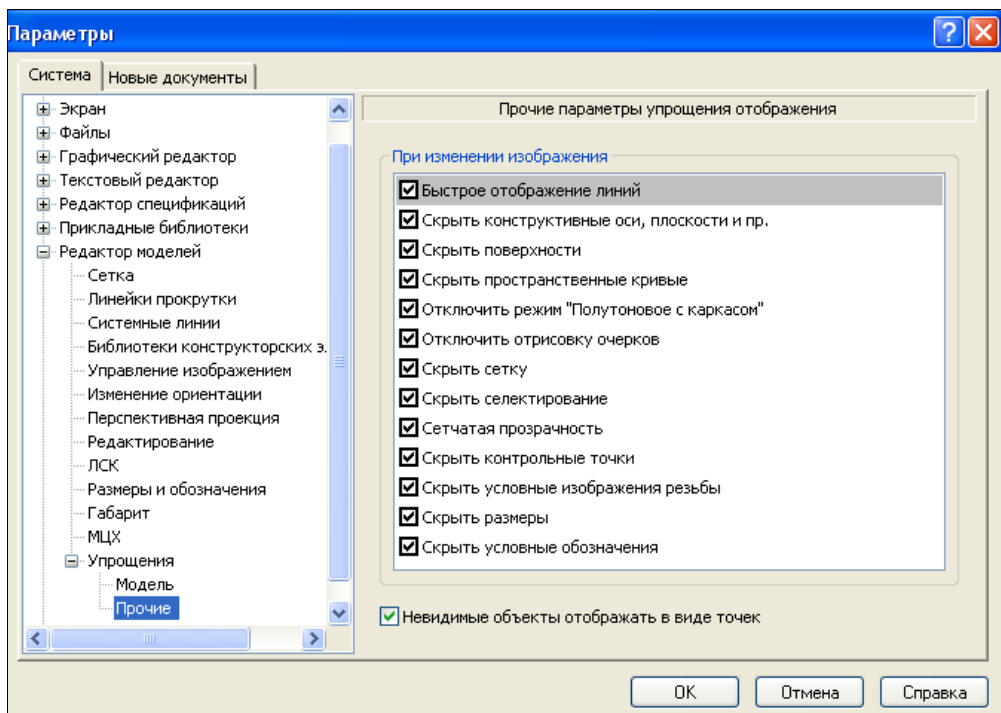 Параметры
Система
Новые документы
Экран
Файлы
Графический редактор
Текстовый редактор
Редактор спецификаций
Прикладные библиотеки
Редактор моделей
Сетка
Линейки прокрутки
Системные линии
Библиотеки конструкторских э.
Управление изображением
Изменение ориентации
Перспективная проекция
Редактирование
ЛСК
Размеры и обозначения
Габарит
МЦХ
Упрощения
Модель
Прочие
Прочие параметры упрощения отображения
При изменении изображения
Быстрое отображение линий
Скрыть конструктивные оси, плоскости и пр.
Скрыть поверхности
Скрыть пространственные кривые
Отключить режим "Полутоновое с каркасом"
Отключить отрисовку очерков
Скрыть сетку
Скрыть селектирование
Сетчатая прозрачность
Скрыть контрольные точки
Скрыть условные изображения резьбы
Скрыть размеры
Скрыть условные обозначения
Невидимые объекты отображать в виде точек
OK
Отмена
Справка